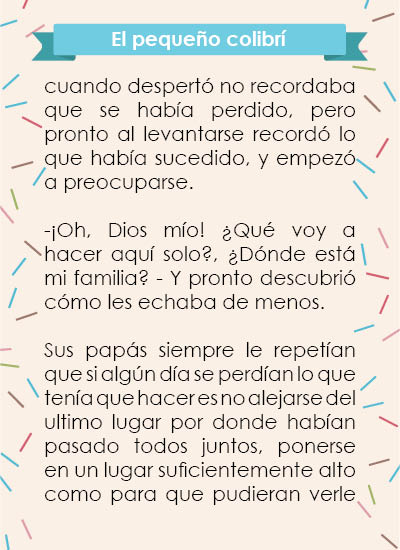 El pequeño colibrí
cuando despertó no recordaba
que se había perdido, pero
pronto al levantarse recordó lo
que había sucedido, y empezó
a preocuparse.
-¡Oh, Dios mío! ¿Qué voy a
hacer aquí solo?, ¿Dónde está
mi familia? - Y pronto descubrió
cómo les echaba de menos.
Sus papás siempre le repetían
que si algún día se perdían lo que
tenía que hacer es no alejarse del
ultimo lugar por donde habían
pasado todos juntos, ponerse
en un lugar suficientemente alto
como para que pudieran verle